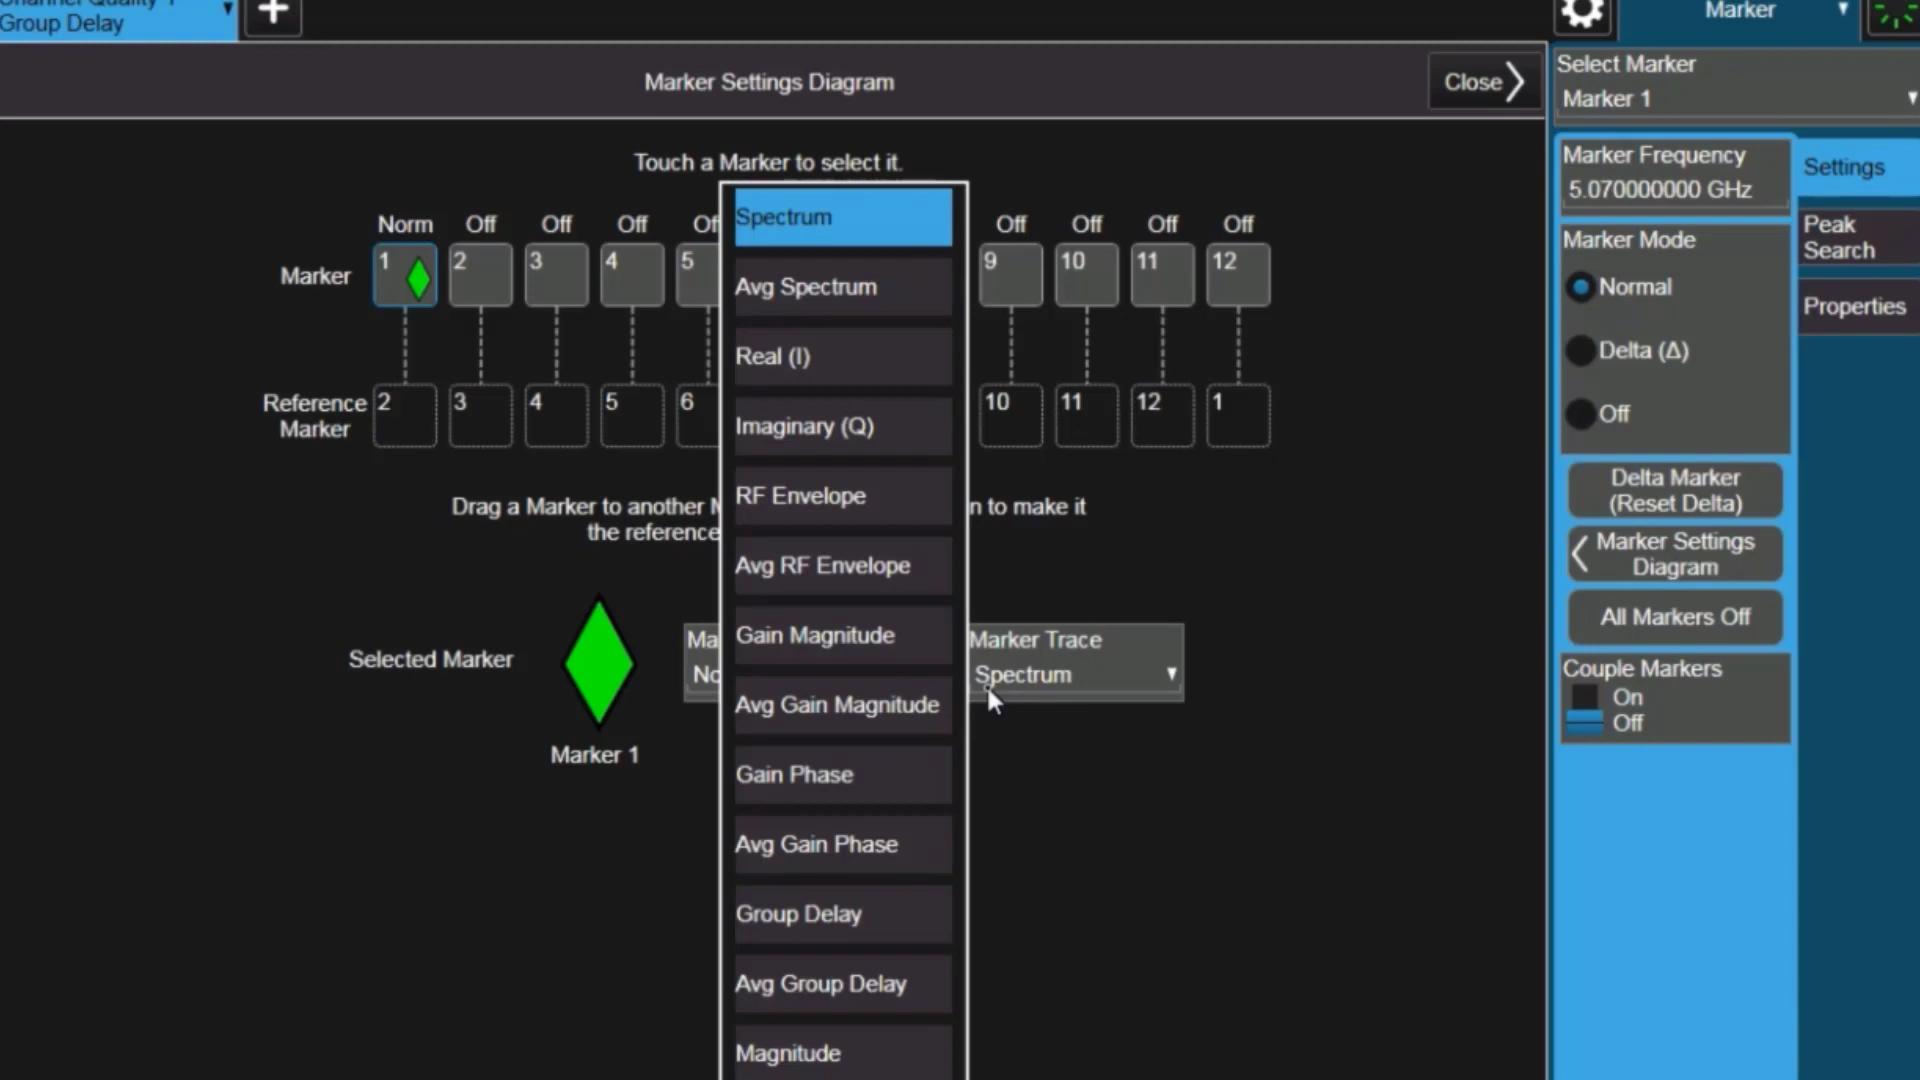 Channel Quality 1
Group Delay
Marker
Marker Settings Diagram
Close
Select Marker
Marker 1
Touch a Marker to select it.
Marker Frequency
5.070000000 GHz
Settings
Norm Off Off Off Off Off Off Off
Spectrum
Marker Mode
Peak
Search
Marker
1 2 3 4 5 9 10 11 12
Avg Spectrum
Normal
Properties
Real (I)
Delta (Δ)
Reference
Marker
2 3 4 5 6 10 11 12 1
Imaginary (Q)
Off
RF Envelope
Delta Marker
(Reset Delta)
Drag a Marker to another
n to make it
the reference
Marker Settings
Diagram
Avg RF Envelope
All Markers Off
Gain Magnitude
Ma
No
Marker Trace
Spectrum
Selected Marker
Couple Markers
On
Off
Avg Gain Magnitude
Marker 1
Gain Phase
Avg Gain Phase
Group Delay
Avg Group Delay
Magnitude